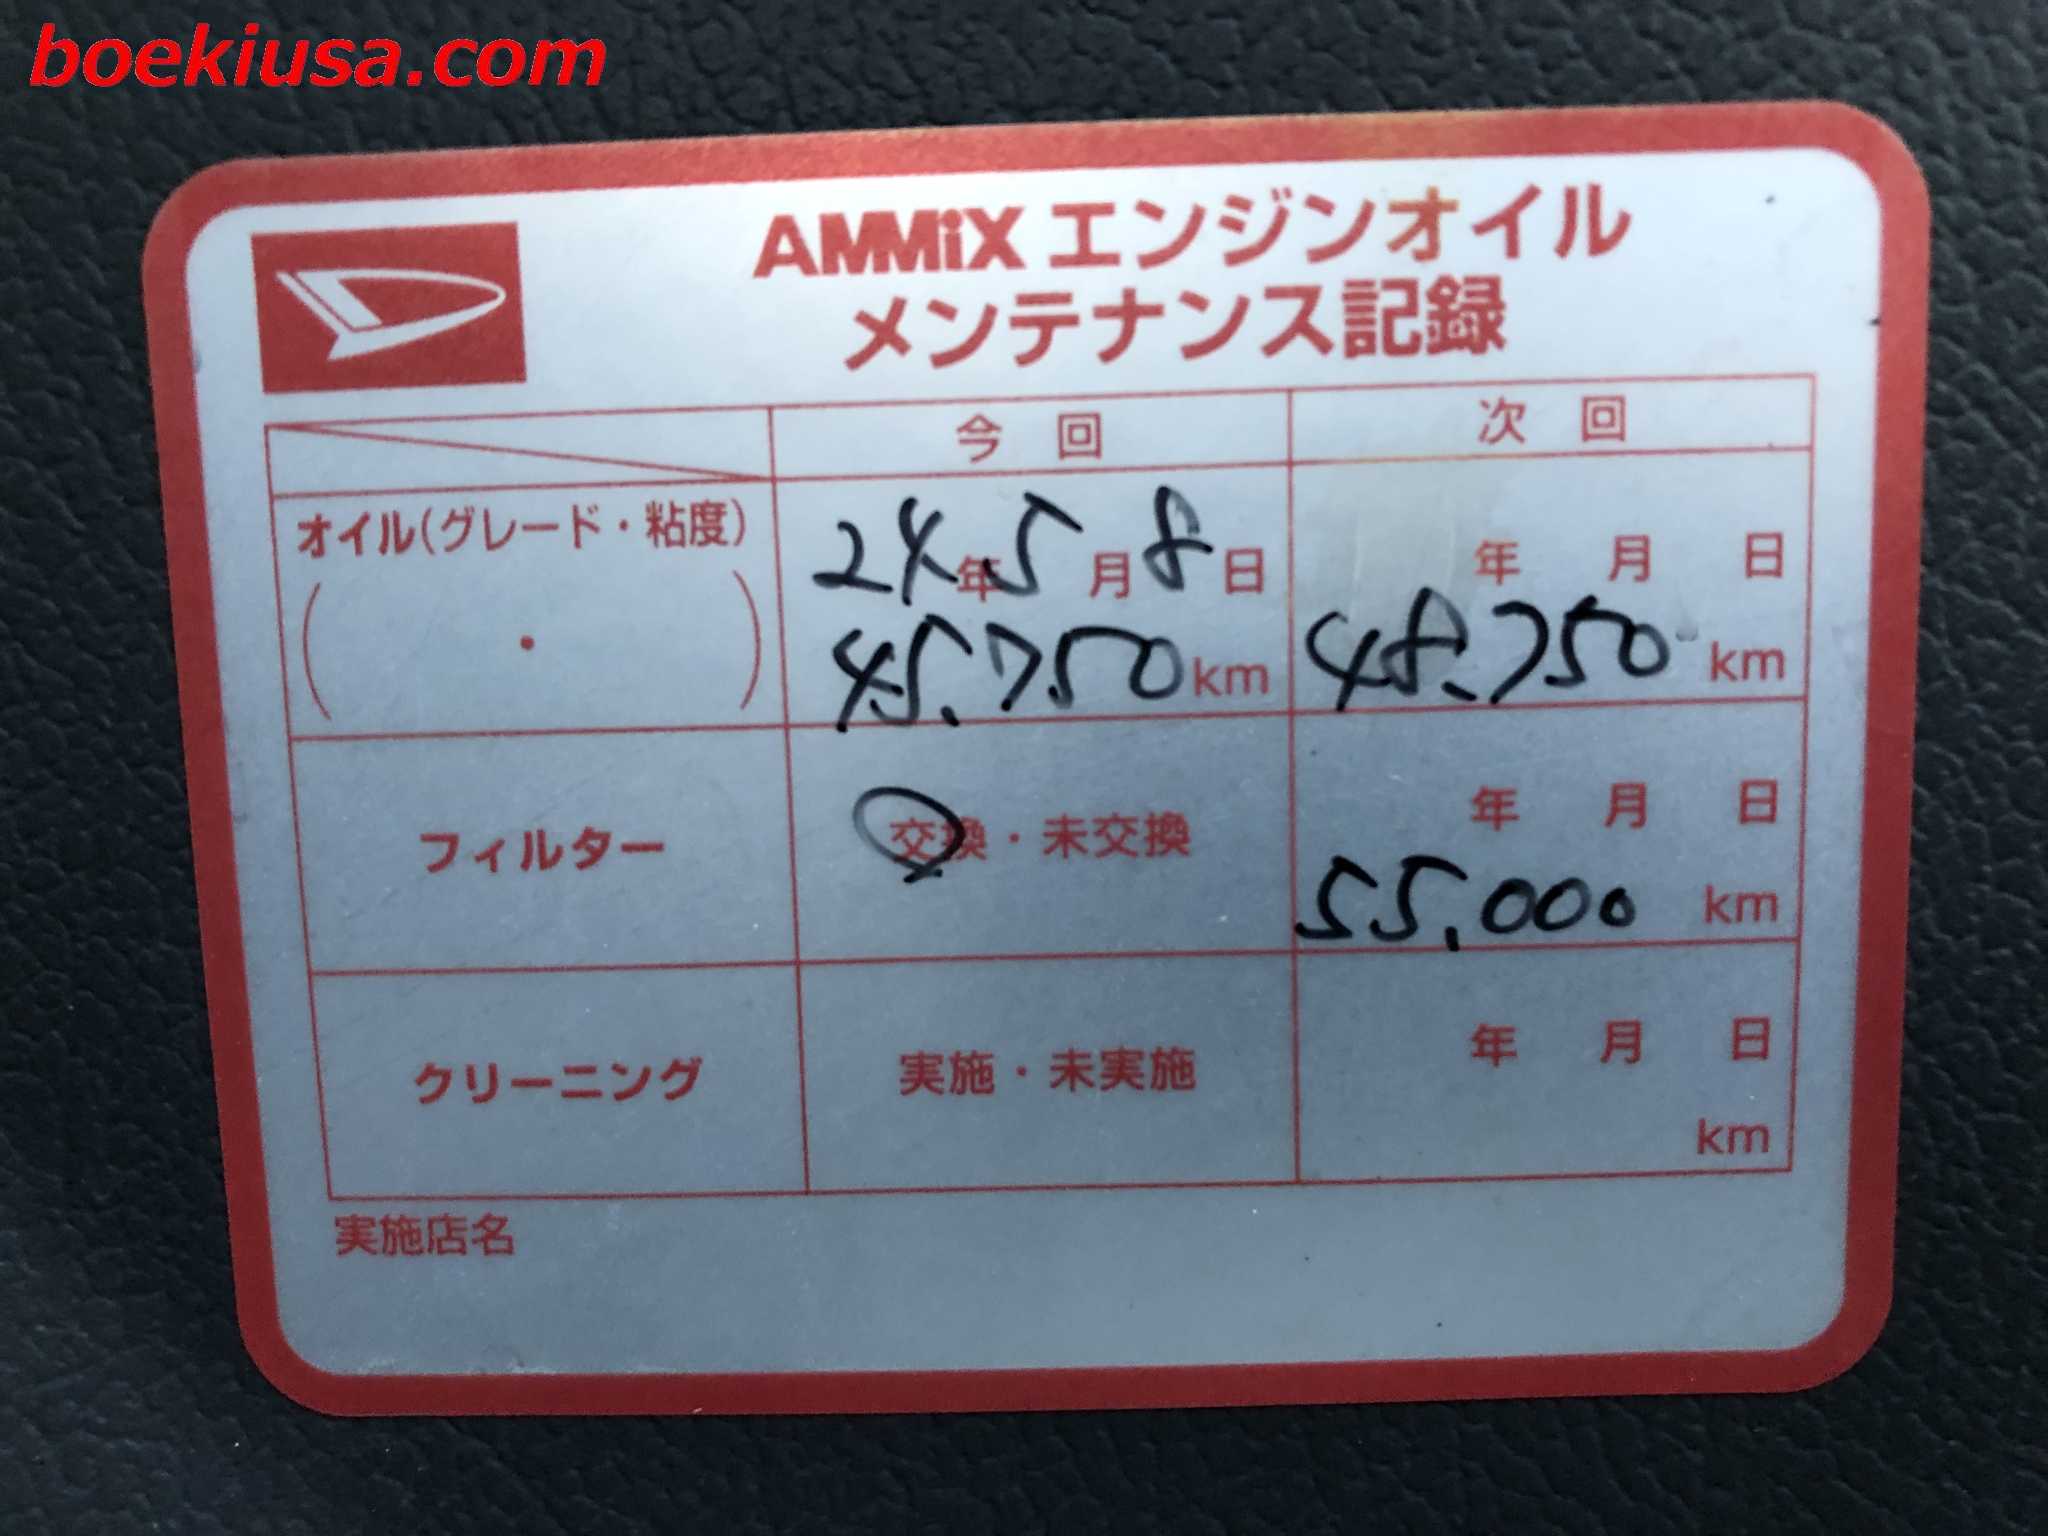 boekiusa.com
AMMiX エンジンオイル
メンテナンス記録
今 回 次 回
オイル(グレード・粘度) 24年 5月 8日 年 月 日
( ・ ) 45.750km 48.750 km
フィルター 交換・未交換 年 月 日
55.000 km
クリーニング 実施・未実施 年 月 日
km
実施店名